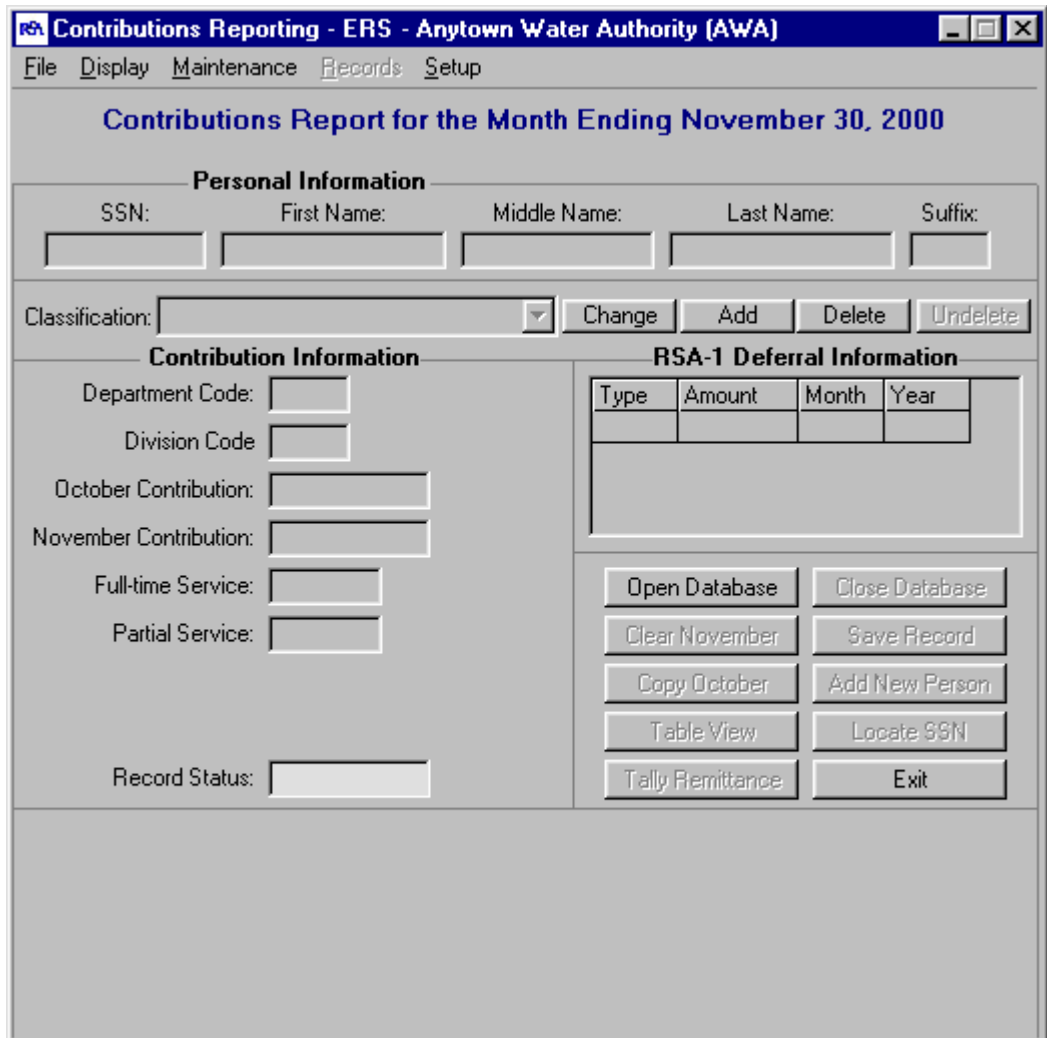 RSA Contributions Reporting - ERS - Anytown Water Authority (AWA)
File Display Maintenance Records Setup
Contributions Report for the Month Ending November 30, 2000
Personal Information
SSN: First Name: Middle Name: Last Name: Suffix:
Classification: Change Add Delete Undelete
Contribution Information
Department Code:
Division Code
October Contribution:
November Contribution:
Full-time Service:
Partial Service:
Record Status:
RSA-1 Deferral Information
Type Amount Month Year
Open Database Close Database
Clear November Save Record
Copy October Add New Person
Table View Locate SSN
Tally Remittance Exit